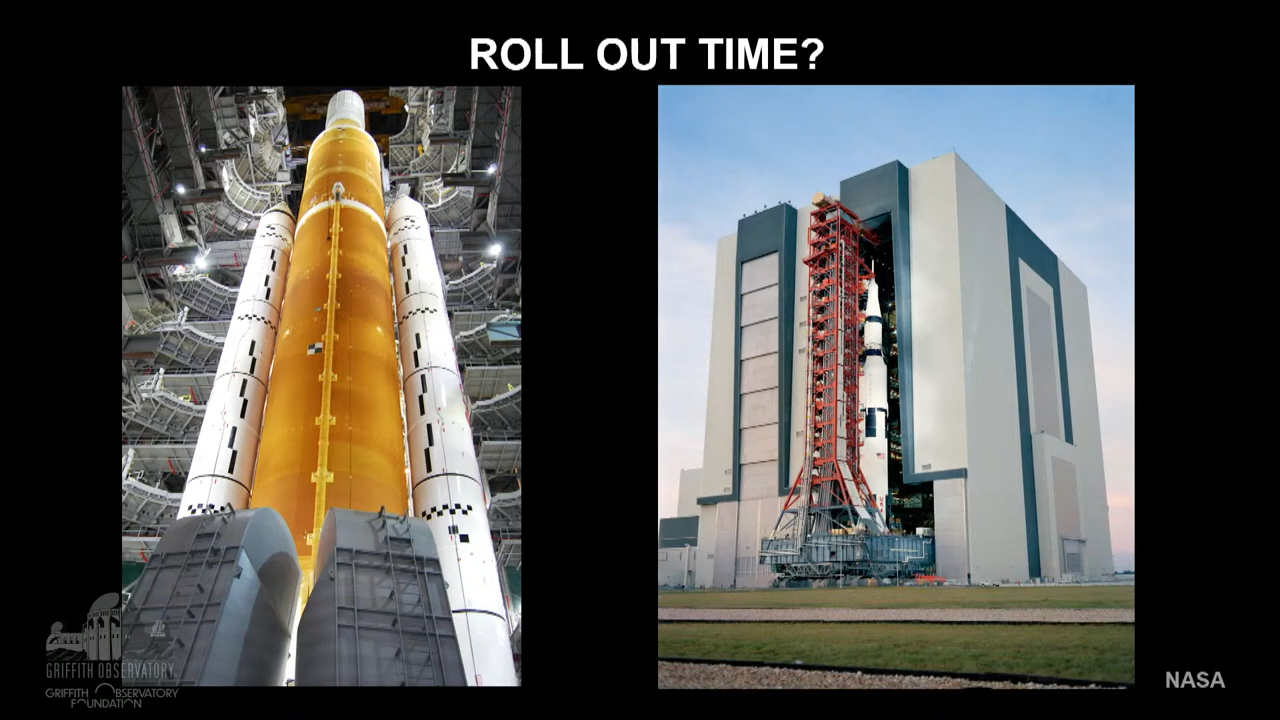 ROLL OUT TIME?
GRIFFITH OBSERVATORY
GRIFFITH OBSERVATORY
FOUNDATION
NASA